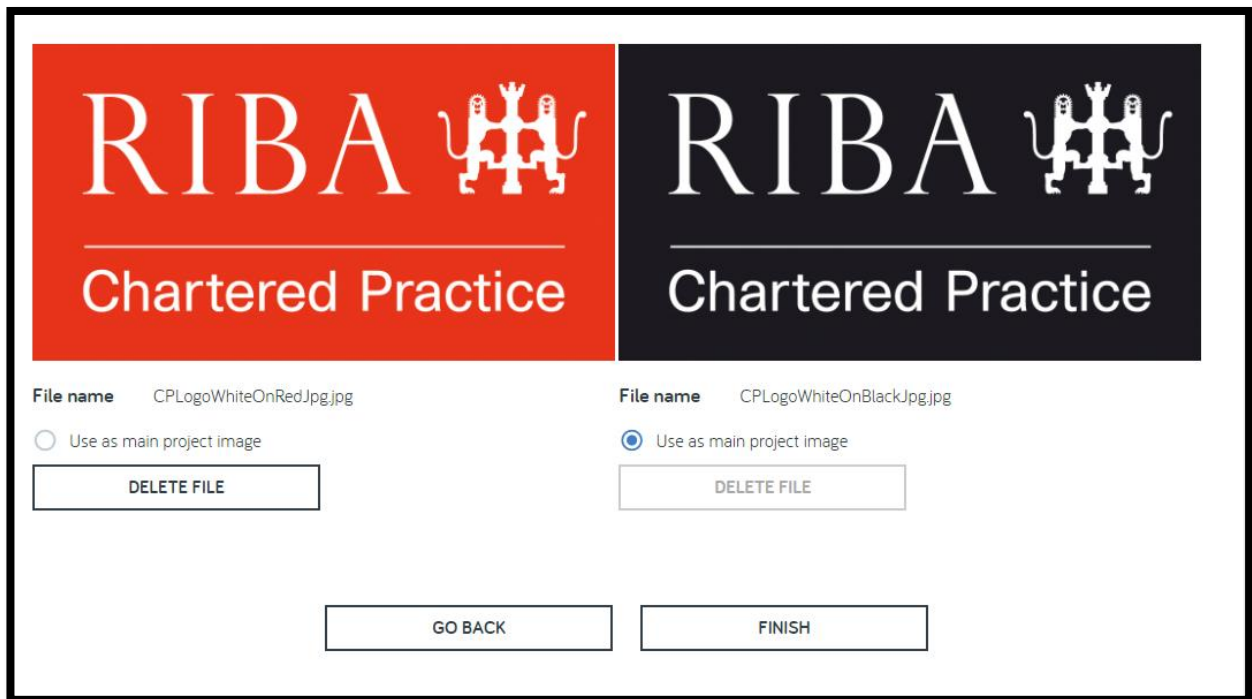 RIBA
Chartered Practice
RIBA
Chartered Practice
File name CPLogoWhiteOnRedJpg.jpg
Use as main project image
DELETE FILE
File name CPLogoWhiteOnBlackJpg.jpg
Use as main project image
DELETE FILE
GO BACK
FINISH